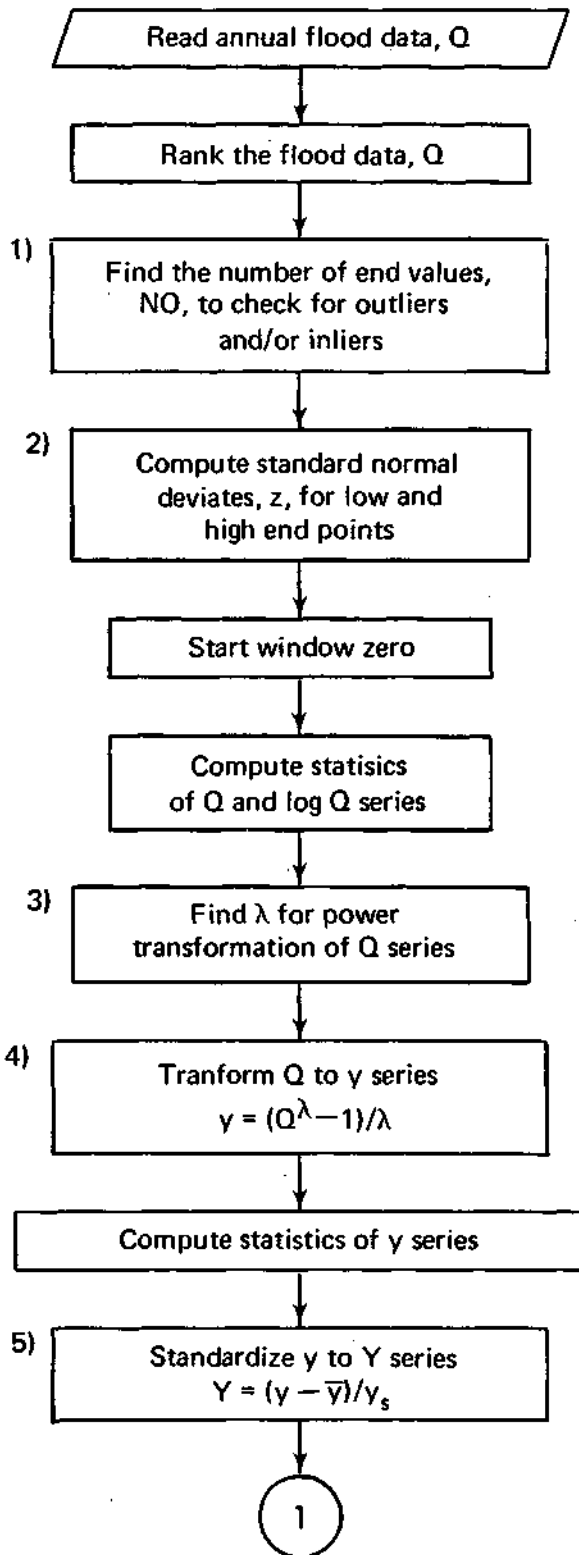 Read annual flood data, Q
Rank the flood data, Q
1)
Find the number of end values,
NO, to check for outliers
and/or inliers
2)
Compute standard normal
deviates, z, for low and
high end points
Start window zero
Compute statisics
of Q and log Q series
3)
Find λ for power
transformation of Q series
4)
Tranform Q to y series
y = (Q^λ—1)/λ
Compute statistics of y series
5)
Standardize y to Y series
Y = (y − ȳ)/yₛ
1